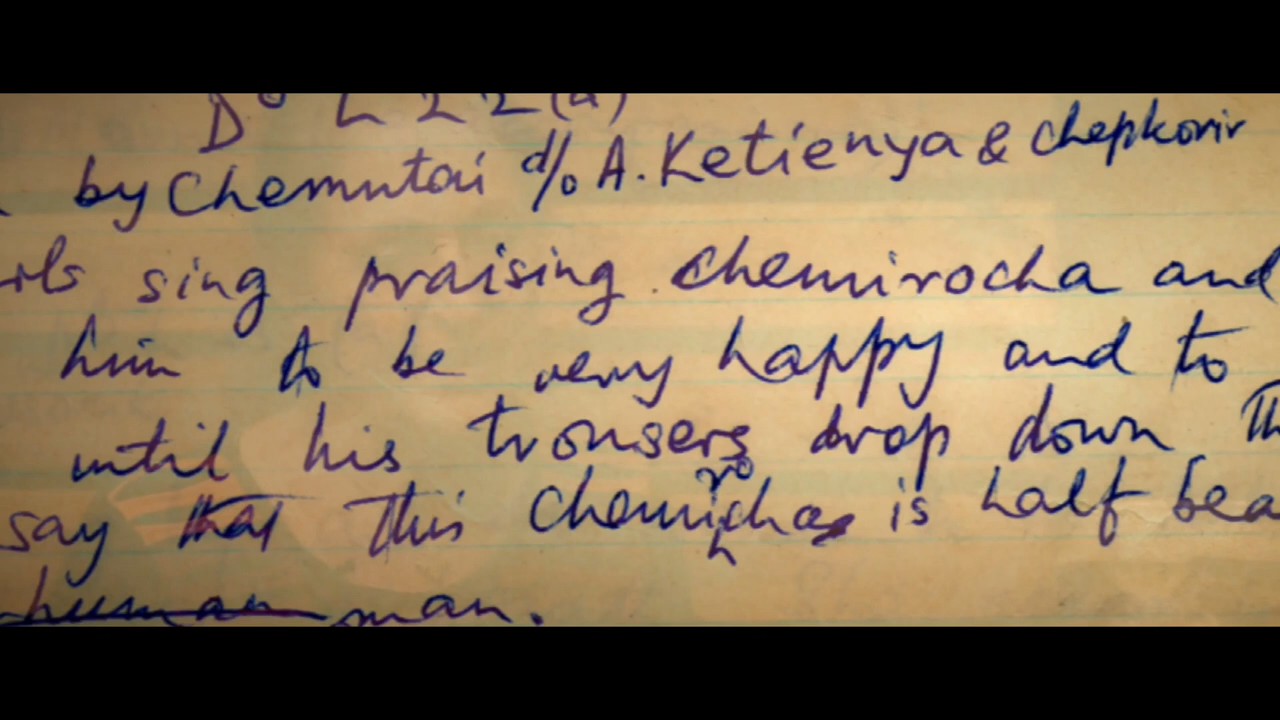 by Chemutai d/o A. Ketienya & chepkorir
sing praising chemirocha and
him to be very happy and to
until his trousers drop down
say that this Chemirocha is half
human man.